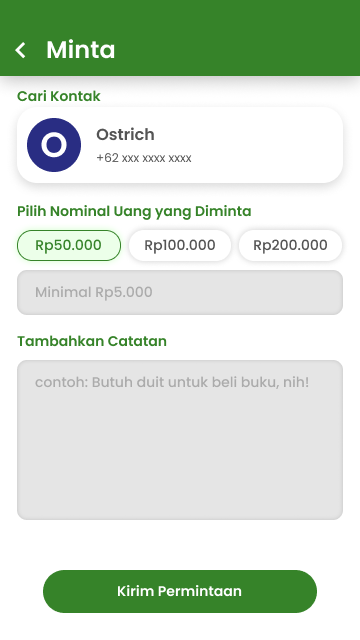 Minta
Cari Kontak
O
Ostrich
+62 xxx xxxx xxxx
Pilih Nominal Uang yang Diminta
Rp50.000 Rp100.000 Rp200.000
Minimal Rp5.000
Tambahkan Catatan
contoh: Butuh duit untuk beli buku, nih!
Kirim Permintaan